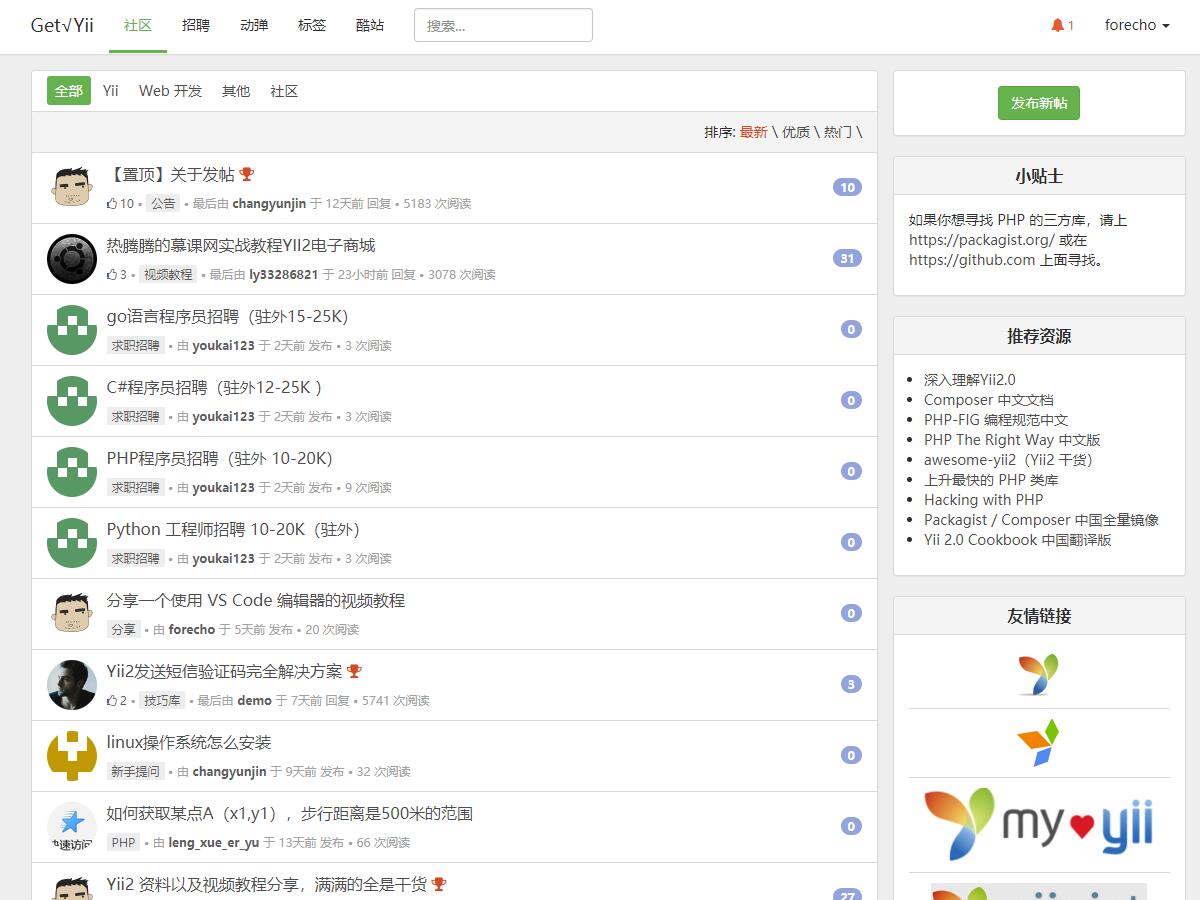 Get√Yii 社区 招聘 动弹 标签 酷站 搜索... 1 forecho
全部 Yii Web 开发 其他 社区
排序: 最新 \ 优质 \ 热门 \
【置顶】关于发帖
10 • 公告 • 最后由 changyunjin 于 12天前 回复 • 5183 次阅读
10
热腾腾的慕课网实战教程YII2电子商城
3 • 视频教程 • 最后由 ly33286821 于 23小时前 回复 • 3078 次阅读
31
go语言程序员招聘（驻外15-25K）
求职招聘 • 由 youkai123 于 2天前 发布 • 3 次阅读
0
C#程序员招聘（驻外12-25K ）
求职招聘 • 由 youkai123 于 2天前 发布 • 3 次阅读
0
PHP程序员招聘（驻外 10-20K）
求职招聘 • 由 youkai123 于 2天前 发布 • 9 次阅读
0
Python 工程师招聘 10-20K（驻外）
求职招聘 • 由 youkai123 于 2天前 发布 • 3 次阅读
0
分享一个使用 VS Code 编辑器的视频教程
分享 • 由 forecho 于 5天前 发布 • 20 次阅读
0
Yii2发送短信验证码完全解决方案
2 • 技巧库 • 最后由 demo 于 7天前 回复 • 5741 次阅读
3
linux操作系统怎么安装
新手提问 • 由 changyunjin 于 9天前 发布 • 32 次阅读
0
如何获取某点A（x1,y1），步行距离是500米的范围
PHP • 由 leng_xue_er_yu 于 13天前 发布 • 66 次阅读
0
Yii2 资料以及视频教程分享，满满的全是干货
27
发布新帖
小贴士
如果你想寻找 PHP 的三方库，请上
https://packagist.org/ 或在
https://github.com 上面寻找。
推荐资源
深入理解Yii2.0
Composer 中文文档
PHP-FIG 编程规范中文
PHP The Right Way 中文版
awesome-yii2（Yii2 干货）
上升最快的 PHP 类库
Hacking with PHP
Packagist / Composer 中国全量镜像
Yii 2.0 Cookbook 中国翻译版
友情链接
my yii